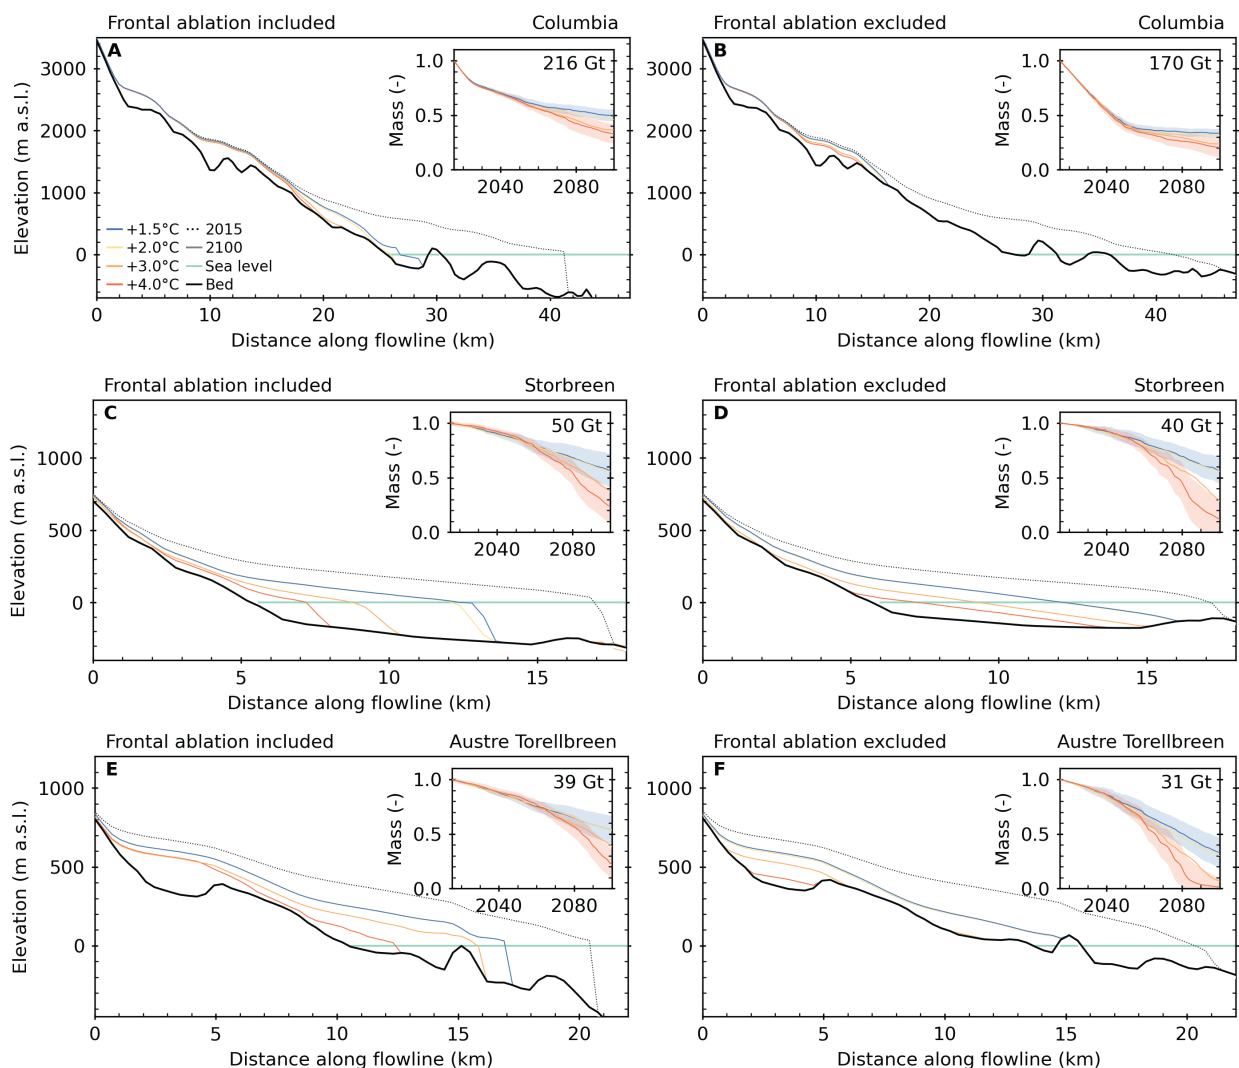 Frontal ablation included Columbia
A
216 Gt
1.0
0.5
0.0
Mass (-)
2040 2080
3000
2000
1000
0
Elevation (m a.s.l.)
+1.5°C 2015
+2.0°C 2100
+3.0°C Sea level
+4.0°C Bed
0 10 20 30 40
Distance along flowline (km)
Frontal ablation excluded Columbia
B
170 Gt
1.0
0.5
0.0
Mass (-)
2040 2080
3000
2000
1000
0
0 10 20 30 40
Distance along flowline (km)
Frontal ablation included Storbreen
C
50 Gt
1.0
0.5
0.0
Mass (-)
2040 2080
1000
500
0
Elevation (m a.s.l.)
0 5 10 15
Distance along flowline (km)
Frontal ablation excluded Storbreen
D
40 Gt
1.0
0.5
0.0
Mass (-)
2040 2080
1000
500
0
0 5 10 15
Distance along flowline (km)
Frontal ablation included Austre Torellbreen
E
39 Gt
1.0
0.5
0.0
Mass (-)
2040 2080
1000
500
0
Elevation (m a.s.l.)
0 5 10 15 20
Distance along flowline (km)
Frontal ablation excluded Austre Torellbreen
F
31 Gt
1.0
0.5
0.0
Mass (-)
2040 2080
1000
500
0
0 5 10 15 20
Distance along flowline (km)